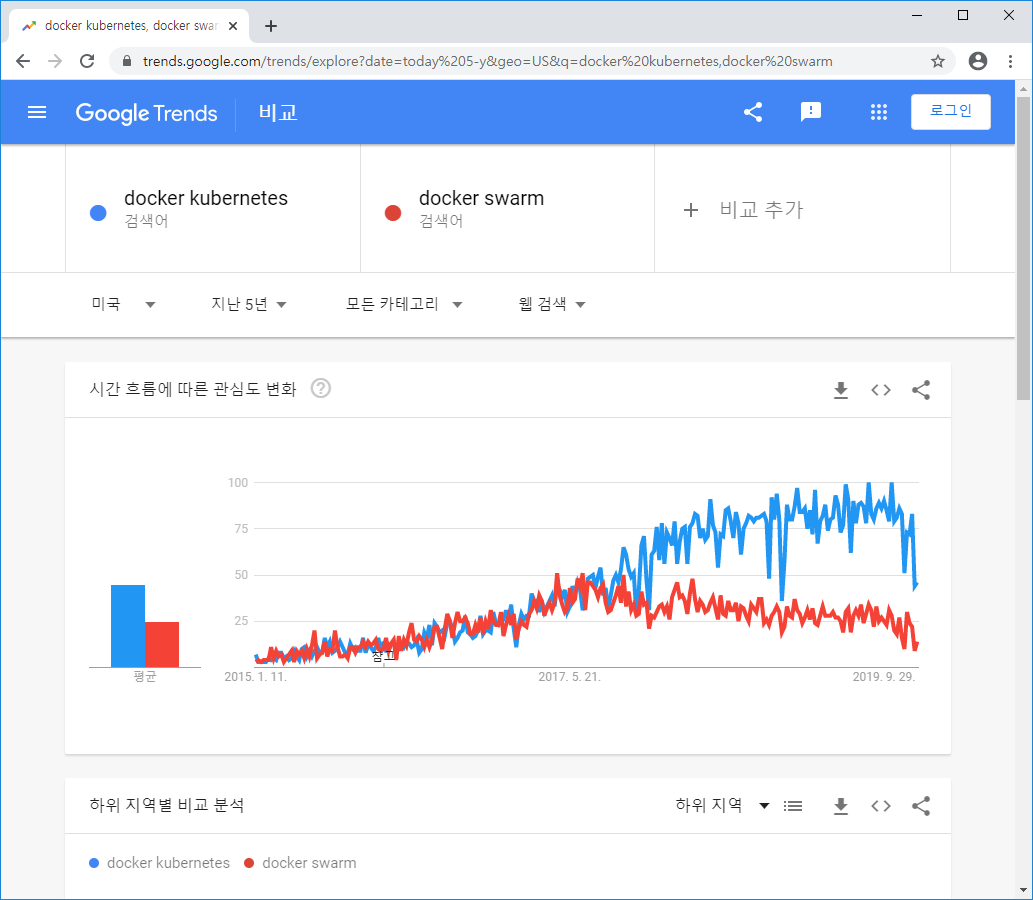 docker kubernetes, docker swar
trends.google.com/trends/explore?date=today%205-y&geo=US&q=docker%20kubernetes,docker%20swarm
Google Trends 비교 로그인
docker kubernetes
검색어
docker swarm
검색어
+ 비교 추가
미국 지난 5년 모든 카테고리 웹 검색
시간 흐름에 따른 관심도 변화 ?
100
75
50
25
참고
평균
2015. 1. 11. 2017. 5. 21. 2019. 9. 29.
하위 지역별 비교 분석 하위 지역
docker kubernetes docker swarm